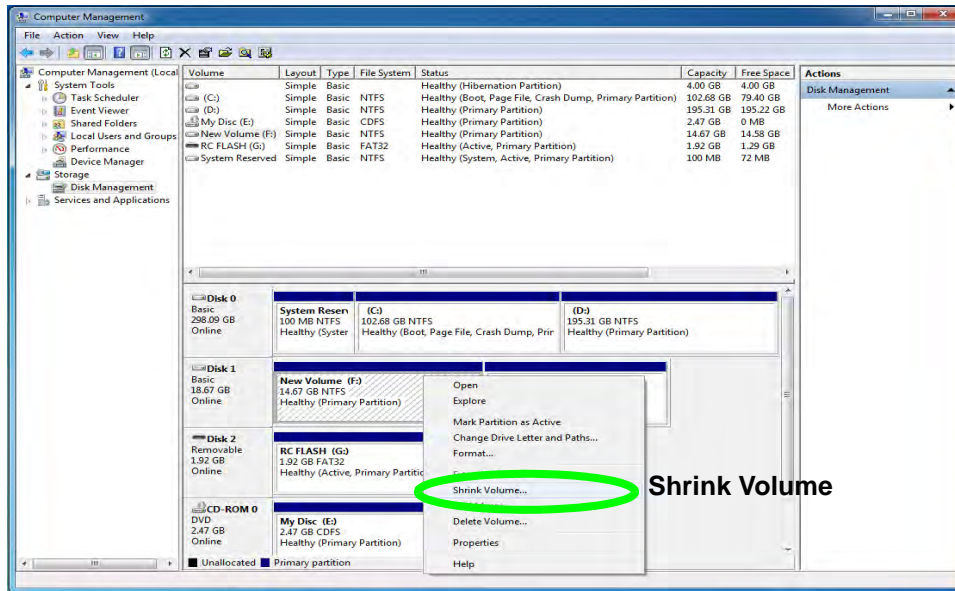 Computer Management
File Action View Help
Computer Management (Local
System Tools
Task Scheduler
Event Viewer
Shared Folders
Local Users and Groups
Performance
Device Manager
Storage
Disk Management
Services and Applications
Volume Layout Type File System Status Capacity Free Space
Simple Basic Healthy (Hibernation Partition) 4.00 GB 4.00 GB
(C:) Simple Basic NTFS Healthy (Boot, Page File, Crash Dump, Primary Partition) 102.68 GB 79.40 GB
(D:) Simple Basic NTFS Healthy (Primary Partition) 195.31 GB 195.22 GB
My Disc (E:) Simple Basic CDFS Healthy (Primary Partition) 2.47 GB 0 MB
New Volume (F:) Simple Basic NTFS Healthy (Primary Partition) 14.67 GB 14.58 GB
RC FLASH (G:) Simple Basic FAT32 Healthy (Active, Primary Partition) 1.92 GB 1.29 GB
System Reserved Simple Basic NTFS Healthy (System, Active, Primary Partition) 100 MB 72 MB
Actions
Disk Management
More Actions
Disk 0
Basic
298.09 GB
Online
System Reser
100 MB NTFS
Healthy (Syster
(C:)
102.68 GB NTFS
Healthy (Boot, Page File, Crash Dump, Prir
(D:)
195.31 GB NTFS
Healthy (Primary Partition)
Disk 1
Basic
18.67 GB
Online
New Volume (F:)
14.67 GB NTFS
Healthy (Primary Partition)
Disk 2
Removable
1.92 GB
Online
RC FLASH (G:)
1.92 GB FAT32
Healthy (Active, Primary Partitic
CD-ROM 0
DVD
2.47 GB
Online
My Disc (E:)
2.47 GB CDFS
Healthy (Primary Partition)
Unallocated Primary partition
Open
Explore
Mark Partition as Active
Change Drive Letter and Paths...
Format...
Shrink Volume...
Delete Volume...
Properties
Help
Shrink Volume